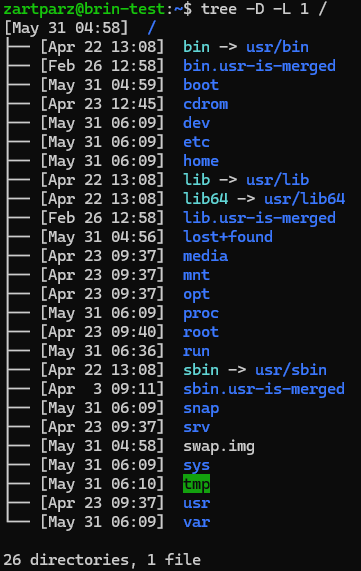 zartparz@brin-test:~$ tree -D -L 1 /
[May 31 04:58]  /
├── [Apr 22 13:08]  bin -> usr/bin
├── [Feb 26 12:58]  bin.usr-is-merged
├── [May 31 04:59]  boot
├── [Apr 23 12:45]  cdrom
├── [May 31 06:09]  dev
├── [May 31 06:09]  etc
├── [May 31 06:09]  home
├── [Apr 22 13:08]  lib -> usr/lib
├── [Apr 22 13:08]  lib64 -> usr/lib64
├── [Feb 26 12:58]  lib.usr-is-merged
├── [May 31 04:56]  lost+found
├── [Apr 23 09:37]  media
├── [Apr 23 09:37]  mnt
├── [Apr 23 09:37]  opt
├── [May 31 06:09]  proc
├── [Apr 23 09:40]  root
├── [May 31 06:36]  run
├── [Apr 22 13:08]  sbin -> usr/sbin
├── [Apr  3 09:11]  sbin.usr-is-merged
├── [May 31 06:09]  snap
├── [Apr 23 09:37]  srv
├── [May 31 04:58]  swap.img
├── [May 31 06:09]  sys
├── [May 31 06:10]  tmp
├── [Apr 23 09:37]  usr
└── [May 31 06:09]  var

26 directories, 1 file